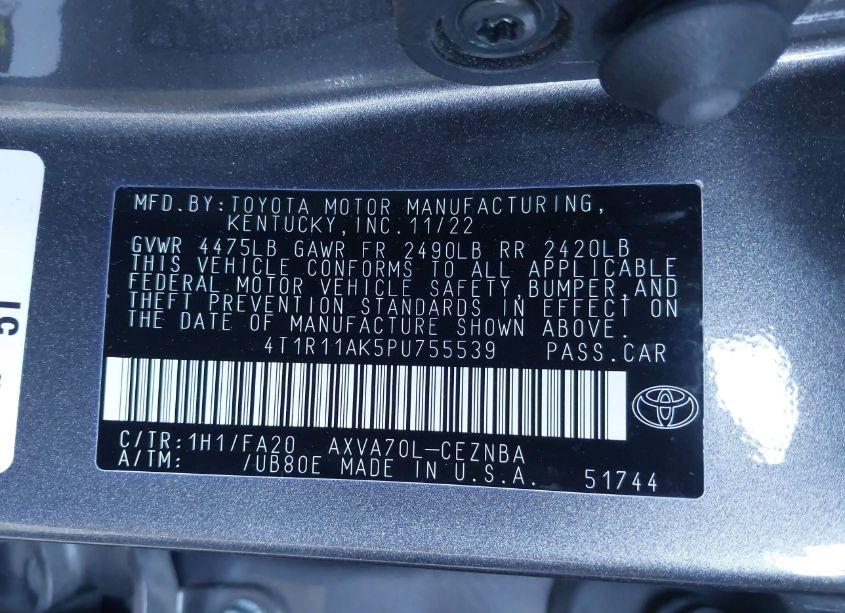 MFD.BY:TOYOTA MOTOR MANUFACTURING,
KENTUCKY,INC.11/22
GVWR 4475LB GAWR FR 2490LB RR 2420LB
THIS VEHICLE CONFORMS TO ALL APPLICABLE
FEDERAL MOTOR VEHICLE SAFETY,BUMPER,AND
THEFT PREVENTION STANDARDS IN EFFECT ON
THE DATE OF MANUFACTURE SHOWN ABOVE.
4T1R11AK5PU755539 PASS.CAR
C/TR:1H1/FA20 AXVA70L-CEZNBA
A/TM: /UB80E MADE IN U.S.A. 51744